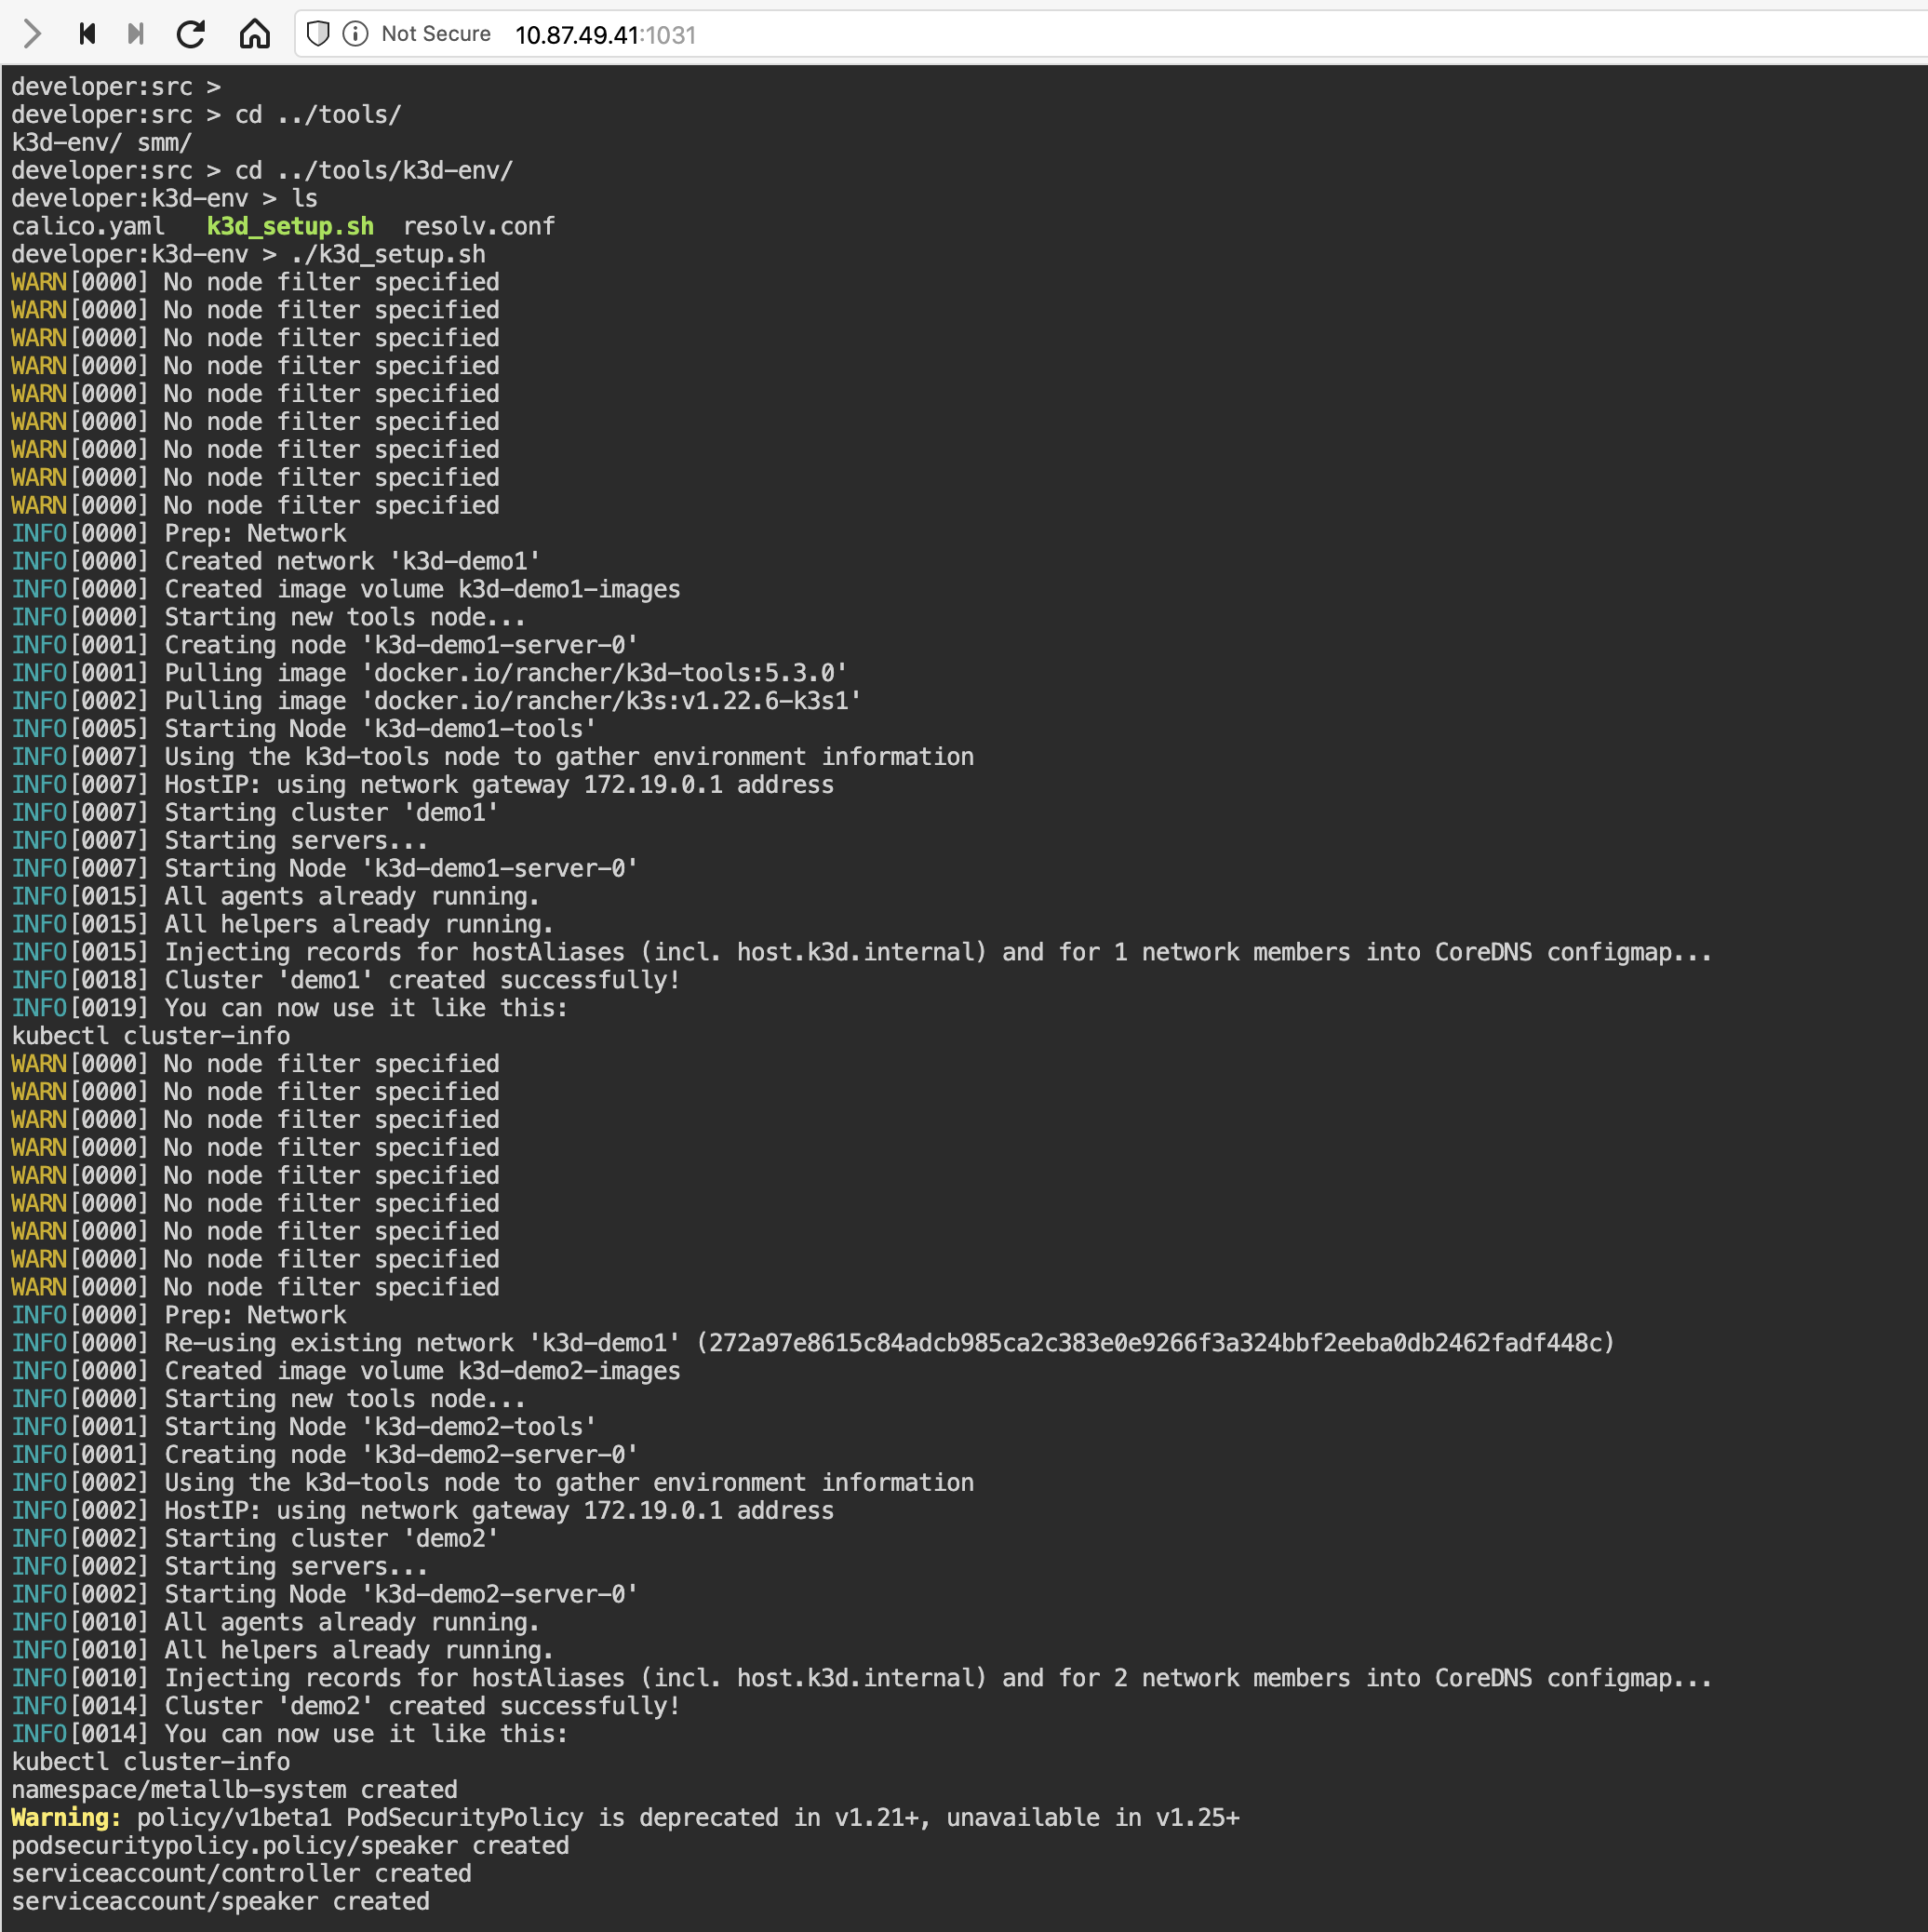 Not Secure 10.87.49.41:1031
developer:src >
developer:src > cd ../tools/
k3d-env/ smm/
developer:src > cd ../tools/k3d-env/
developer:k3d-env > ls
calico.yaml k3d_setup.sh resolv.conf
developer:k3d-env > ./k3d_setup.sh
WARN[0000] No node filter specified
WARN[0000] No node filter specified
WARN[0000] No node filter specified
WARN[0000] No node filter specified
WARN[0000] No node filter specified
WARN[0000] No node filter specified
WARN[0000] No node filter specified
WARN[0000] No node filter specified
WARN[0000] No node filter specified
INFO[0000] Prep: Network
INFO[0000] Created network 'k3d-demo1'
INFO[0000] Created image volume k3d-demo1-images
INFO[0000] Starting new tools node...
INFO[0001] Creating node 'k3d-demo1-server-0'
INFO[0001] Pulling image 'docker.io/rancher/k3d-tools:5.3.0'
INFO[0002] Pulling image 'docker.io/rancher/k3s:v1.22.6-k3s1'
INFO[0005] Starting Node 'k3d-demo1-tools'
INFO[0007] Using the k3d-tools node to gather environment information
INFO[0007] HostIP: using network gateway 172.19.0.1 address
INFO[0007] Starting cluster 'demo1'
INFO[0007] Starting servers...
INFO[0007] Starting Node 'k3d-demo1-server-0'
INFO[0015] All agents already running.
INFO[0015] All helpers already running.
INFO[0015] Injecting records for hostAliases (incl. host.k3d.internal) and for 1 network members into CoreDNS configmap...
INFO[0018] Cluster 'demo1' created successfully!
INFO[0019] You can now use it like this:
kubectl cluster-info
WARN[0000] No node filter specified
WARN[0000] No node filter specified
WARN[0000] No node filter specified
WARN[0000] No node filter specified
WARN[0000] No node filter specified
WARN[0000] No node filter specified
WARN[0000] No node filter specified
WARN[0000] No node filter specified
WARN[0000] No node filter specified
INFO[0000] Prep: Network
INFO[0000] Re-using existing network 'k3d-demo1' (272a97e8615c84adcb985ca2c383e0e9266f3a324bbf2eeba0db2462fadf448c)
INFO[0000] Created image volume k3d-demo2-images
INFO[0000] Starting new tools node...
INFO[0001] Starting Node 'k3d-demo2-tools'
INFO[0001] Creating node 'k3d-demo2-server-0'
INFO[0002] Using the k3d-tools node to gather environment information
INFO[0002] HostIP: using network gateway 172.19.0.1 address
INFO[0002] Starting cluster 'demo2'
INFO[0002] Starting servers...
INFO[0002] Starting Node 'k3d-demo2-server-0'
INFO[0010] All agents already running.
INFO[0010] All helpers already running.
INFO[0010] Injecting records for hostAliases (incl. host.k3d.internal) and for 2 network members into CoreDNS configmap...
INFO[0014] Cluster 'demo2' created successfully!
INFO[0014] You can now use it like this:
kubectl cluster-info
namespace/metallb-system created
Warning: policy/v1beta1 PodSecurityPolicy is deprecated in v1.21+, unavailable in v1.25+
podsecuritypolicy.policy/speaker created
serviceaccount/controller created
serviceaccount/speaker created